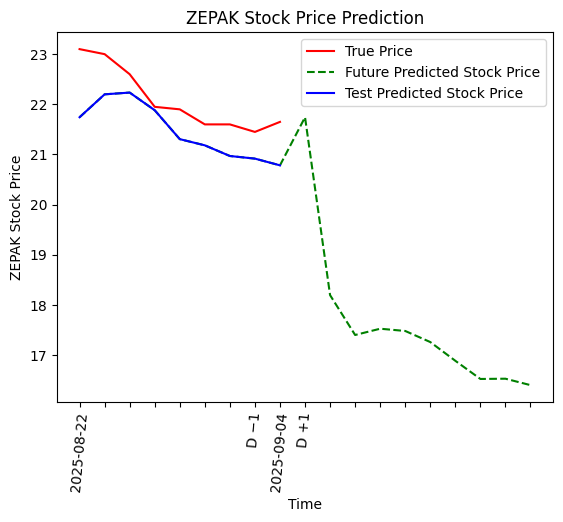 ZEPAK Stock Price Prediction
True Price
Future Predicted Stock Price
Test Predicted Stock Price
ZEPAK Stock Price
23
22
21
20
19
18
17
2025-08-22
D −1
2025-09-04
D +1
Time